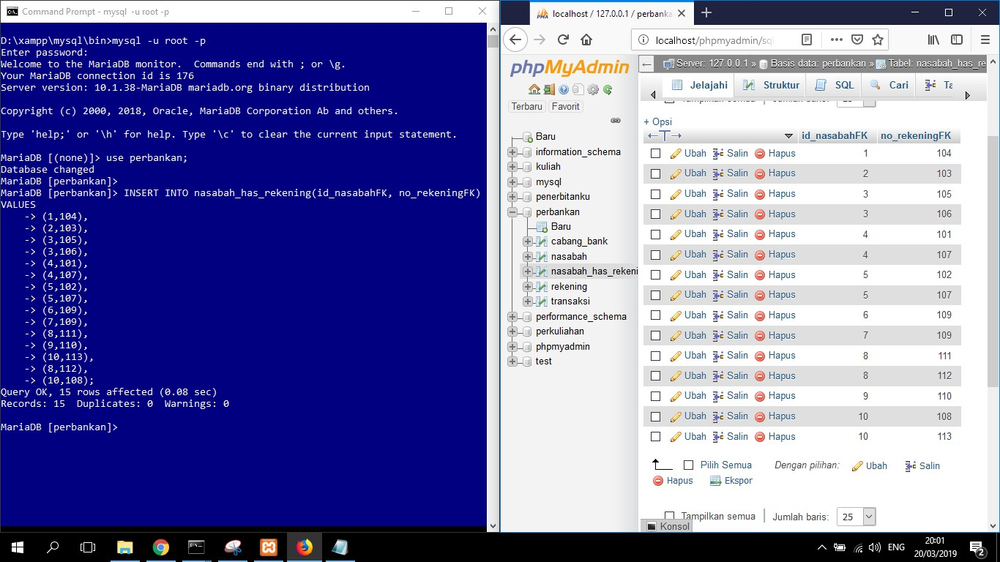 Command Prompt - mysql -u root -p
D:\xampp\mysql\bin>mysql -u root -p
Enter password:
Welcome to the MariaDB monitor.  Commands end with ; or \g.
Your MariaDB connection id is 176
Server version: 10.1.38-MariaDB mariadb.org binary distribution
Copyright (c) 2000, 2018, Oracle, MariaDB Corporation Ab and others.
Type 'help;' or '\h' for help. Type '\c' to clear the current input statement.
MariaDB [(none)]> use perbankan;
Database changed
MariaDB [perbankan]>
MariaDB [perbankan]> INSERT INTO nasabah_has_rekening(id_nasabahFK, no_rekeningFK)
VALUES
    -> (1,104),
    -> (2,103),
    -> (3,105),
    -> (3,106),
    -> (4,101),
    -> (4,107),
    -> (5,102),
    -> (5,107),
    -> (6,109),
    -> (7,109),
    -> (8,111),
    -> (9,110),
    -> (10,113),
    -> (8,112),
    -> (10,108);
Query OK, 15 rows affected (0.08 sec)
Records: 15  Duplicates: 0  Warnings: 0
MariaDB [perbankan]>
localhost / 127.0.0.1 / perbanka
localhost/phpmyadmin/sql
phpMyAdmin
Terbaru Favorit
Baru
information_schema
kuliah
mysql
penerbitanku
perbankan
Baru
cabang_bank
nasabah
nasabah_has_rekeni
rekening
transaksi
performance_schema
perkuliahan
phpmyadmin
test
Server: 127.0.0.1 » Basis data: perbankan » Tabel: nasabah_has_re
Jelajahi Struktur SQL Cari Ta
+ Opsi
id_nasabahFK no_rekeningFK
Ubah Salin Hapus 1 104
Ubah Salin Hapus 2 103
Ubah Salin Hapus 3 105
Ubah Salin Hapus 3 106
Ubah Salin Hapus 4 101
Ubah Salin Hapus 4 107
Ubah Salin Hapus 5 102
Ubah Salin Hapus 5 107
Ubah Salin Hapus 6 109
Ubah Salin Hapus 7 109
Ubah Salin Hapus 8 111
Ubah Salin Hapus 8 112
Ubah Salin Hapus 9 110
Ubah Salin Hapus 10 108
Ubah Salin Hapus 10 113
Pilih Semua Dengan pilihan: Ubah Salin
Hapus Ekspor
Tampilkan semua Jumlah baris: 25
Konsol
ENG
20:01
20/03/2019
2